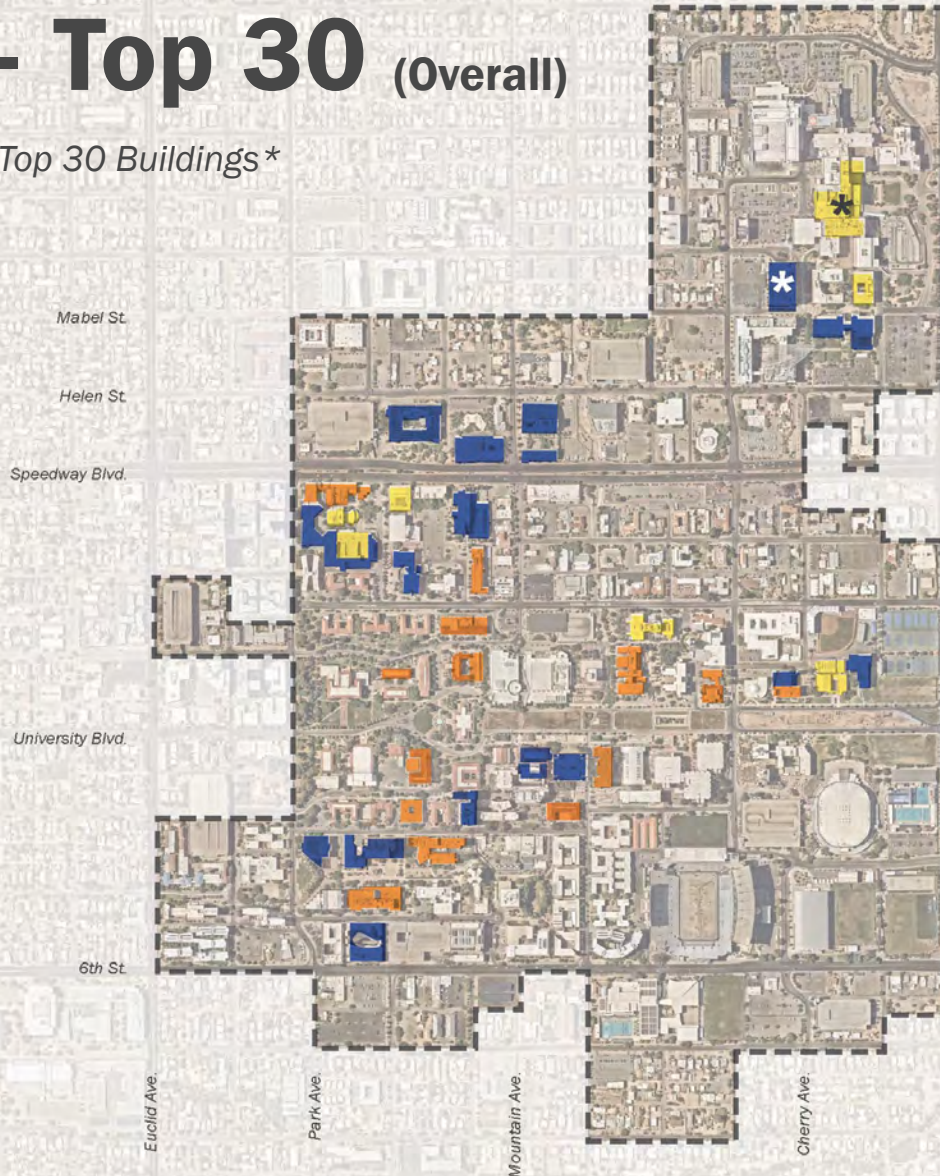 - Top 30 (Overall)
Top 30 Buildings*
*
*
Mabel St.
Helen St.
Speedway Blvd.
University Blvd.
6th St.
Euclid Ave.
Park Ave.
Mountain Ave.
Cherry Ave.